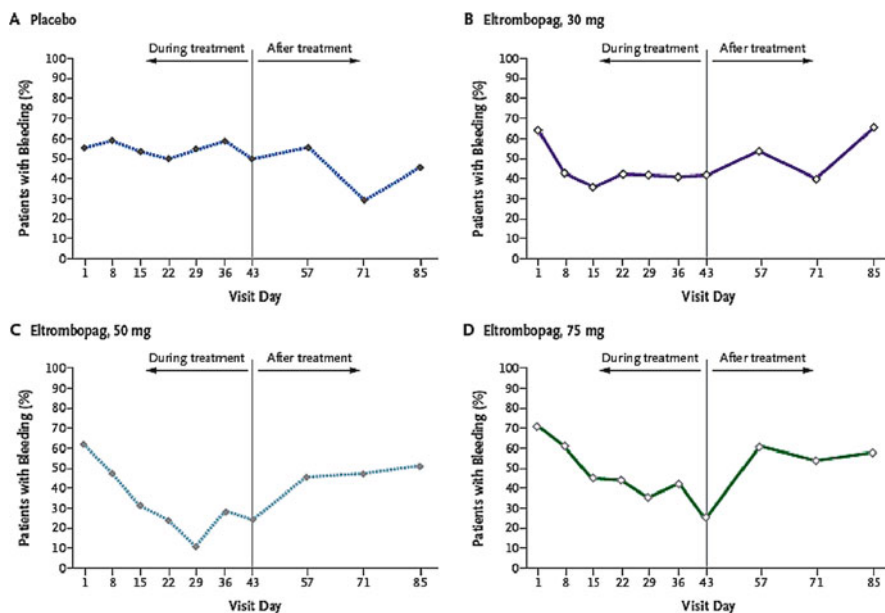 A Placebo
During treatment After treatment
Patients with Bleeding (%)
100
90
80
70
60
50
40
30
20
10
0
1 8 15 22 29 36 43 57 71 85
Visit Day
B Eltrombopag, 30 mg
During treatment After treatment
Patients with Bleeding (%)
100
90
80
70
60
50
40
30
20
10
0
1 8 15 22 29 36 43 57 71 85
Visit Day
C Eltrombopag, 50 mg
During treatment After treatment
Patients with Bleeding (%)
100
90
80
70
60
50
40
30
20
10
0
1 8 15 22 29 36 43 57 71 85
Visit Day
D Eltrombopag, 75 mg
During treatment After treatment
Patients with Bleeding (%)
100
90
80
70
60
50
40
30
20
10
0
1 8 15 22 29 36 43 57 71 85
Visit Day